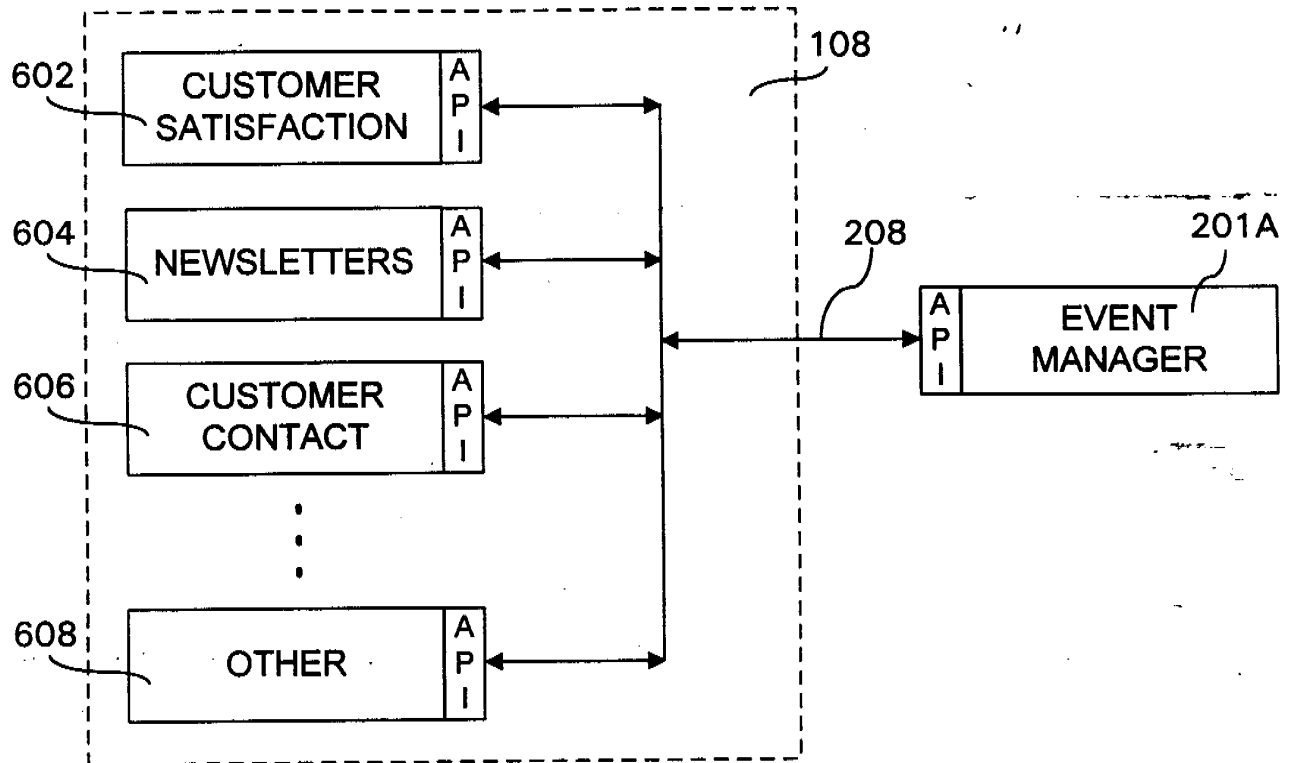 108
602
CUSTOMER
SATISFACTION
A
P
I
604
NEWSLETTERS
A
P
I
208
201A
A
P
I
EVENT
MANAGER
606
CUSTOMER
CONTACT
A
P
I
608
OTHER
A
P
I